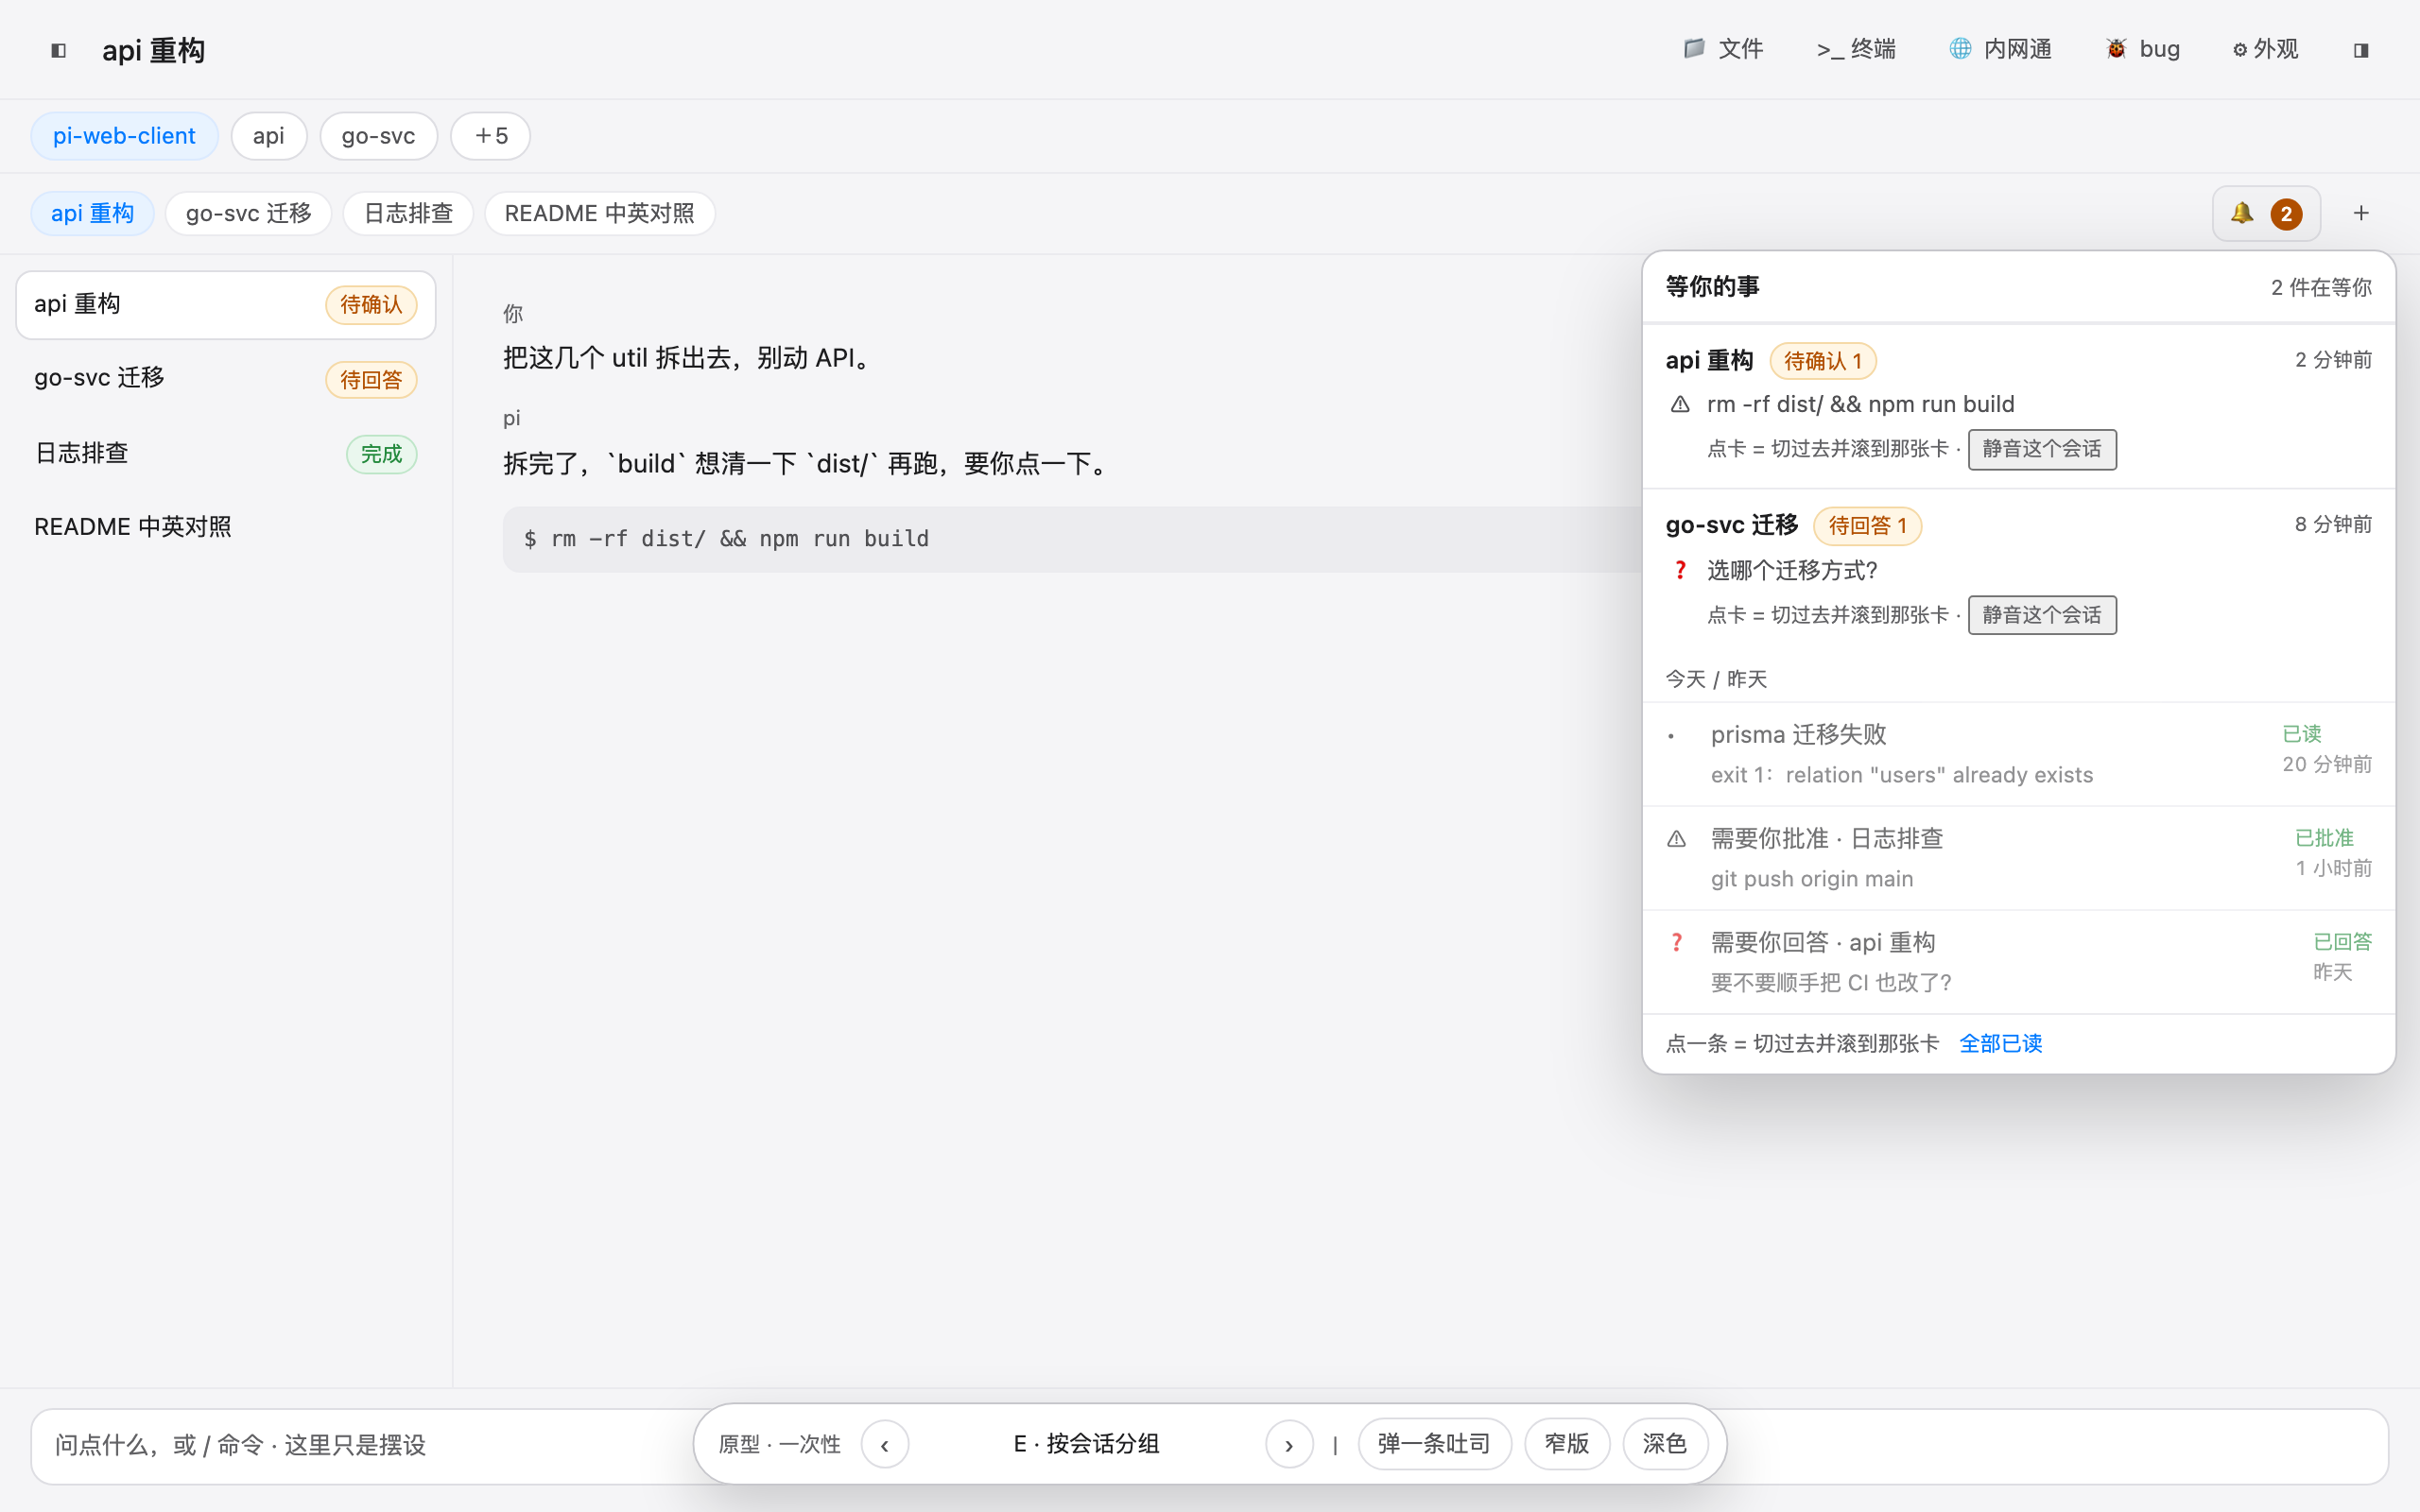 api 重构
文件
>_ 终端
内网通
bug
外观
pi-web-client
api
go-svc
＋5
api 重构
go-svc 迁移
日志排查
README 中英对照
2
+
api 重构
待确认
go-svc 迁移
待回答
日志排查
完成
README 中英对照
你
把这几个 util 拆出去，别动 API。
pi
拆完了，`build` 想清一下 `dist/` 再跑，要你点一下。
$ rm -rf dist/ && npm run build
等你的事
2 件在等你
api 重构
待确认 1
2 分钟前
rm -rf dist/ && npm run build
点卡 = 切过去并滚到那张卡 ·
静音这个会话
go-svc 迁移
待回答 1
8 分钟前
❓ 选哪个迁移方式？
点卡 = 切过去并滚到那张卡 ·
静音这个会话
今天 / 昨天
• prisma 迁移失败
已读
exit 1：relation "users" already exists
20 分钟前
需要你批准 · 日志排查
已批准
git push origin main
1 小时前
❓ 需要你回答 · api 重构
已回答
要不要顺手把 CI 也改了？
昨天
点一条 = 切过去并滚到那张卡
全部已读
问点什么，或 / 命令 · 这里只是摆设
原型 · 一次性
‹
E · 按会话分组
›
|
弹一条吐司
窄版
深色